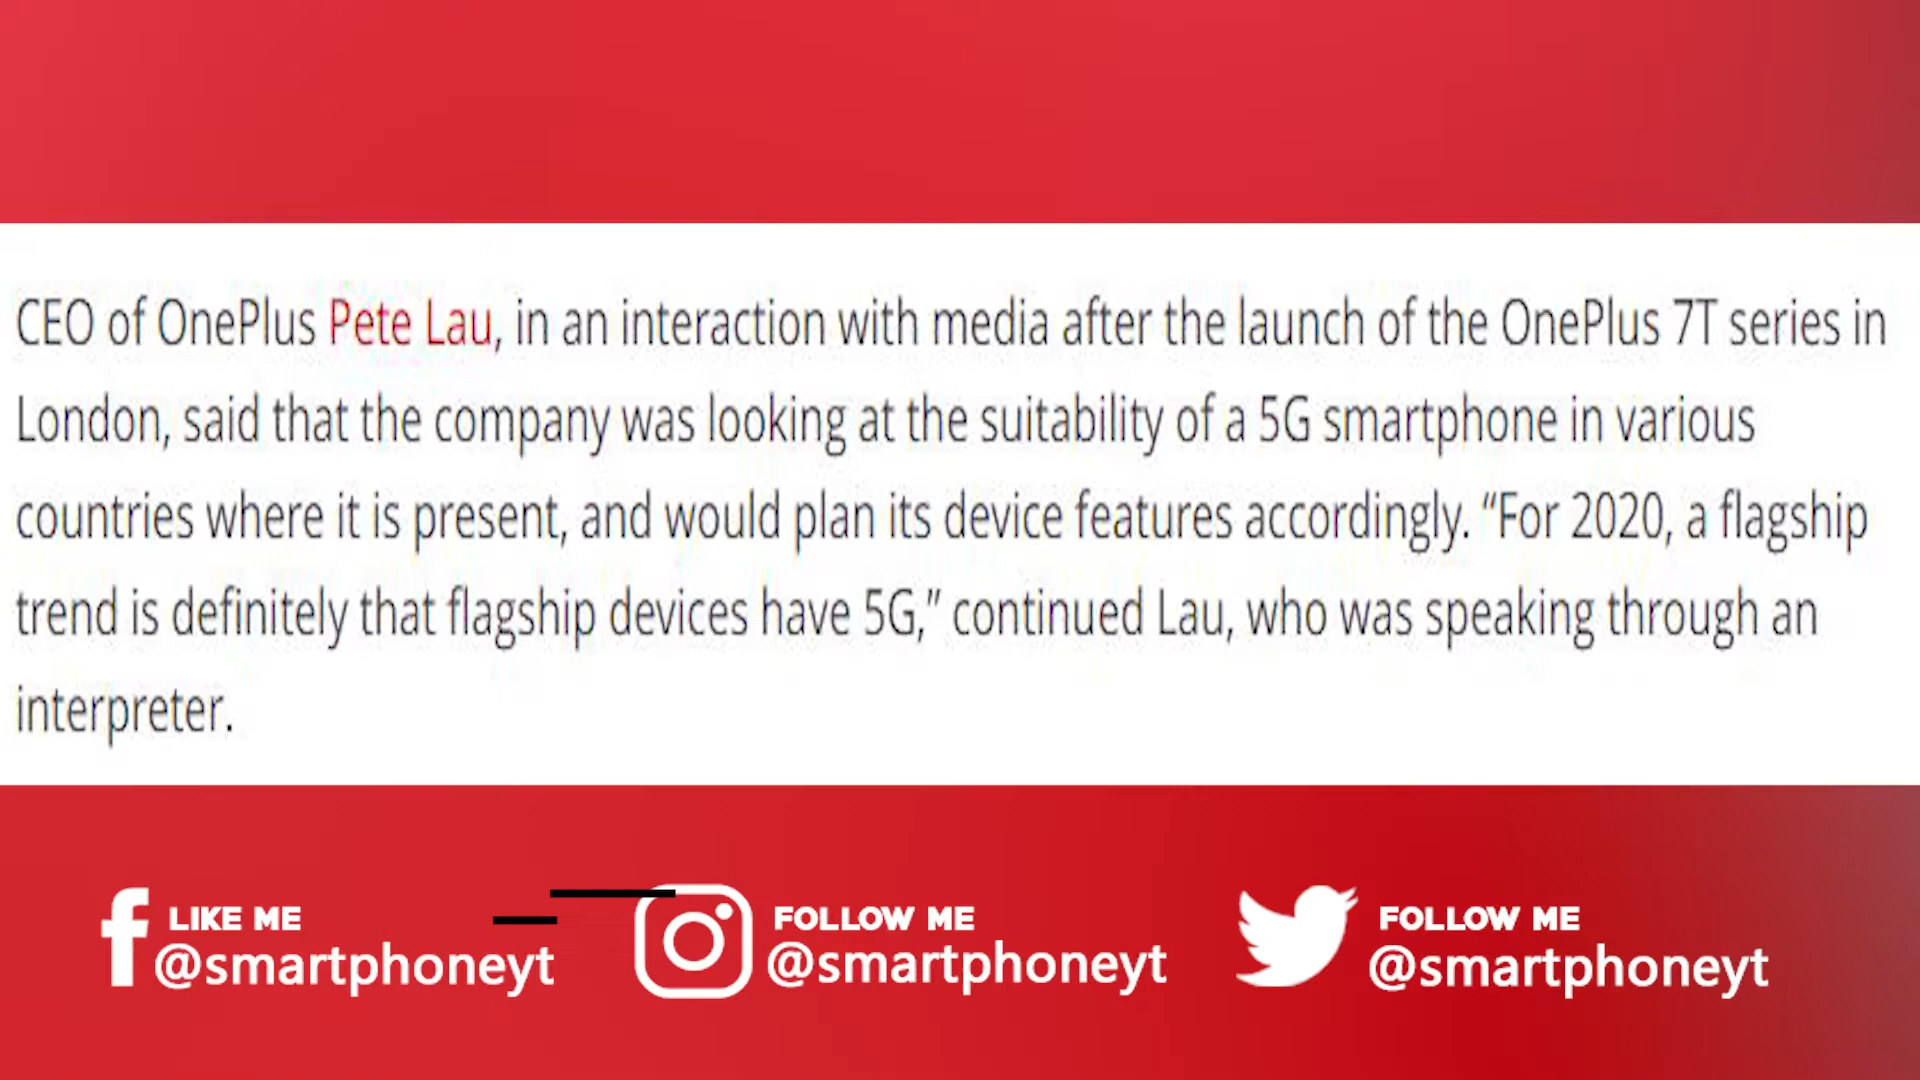 CEO of OnePlus Pete Lau, in an interaction with media after the launch of the OnePlus 7T series in
London, said that the company was looking at the suitability of a 5G smartphone in various
countries where it is present, and would plan its device features accordingly. “For 2020, a flagship
trend is definitely that flagship devices have 5G,” continued Lau, who was speaking through an
interpreter.
LIKE ME
@smartphoneyt
FOLLOW ME
@smartphoneyt
FOLLOW ME
@smartphoneyt